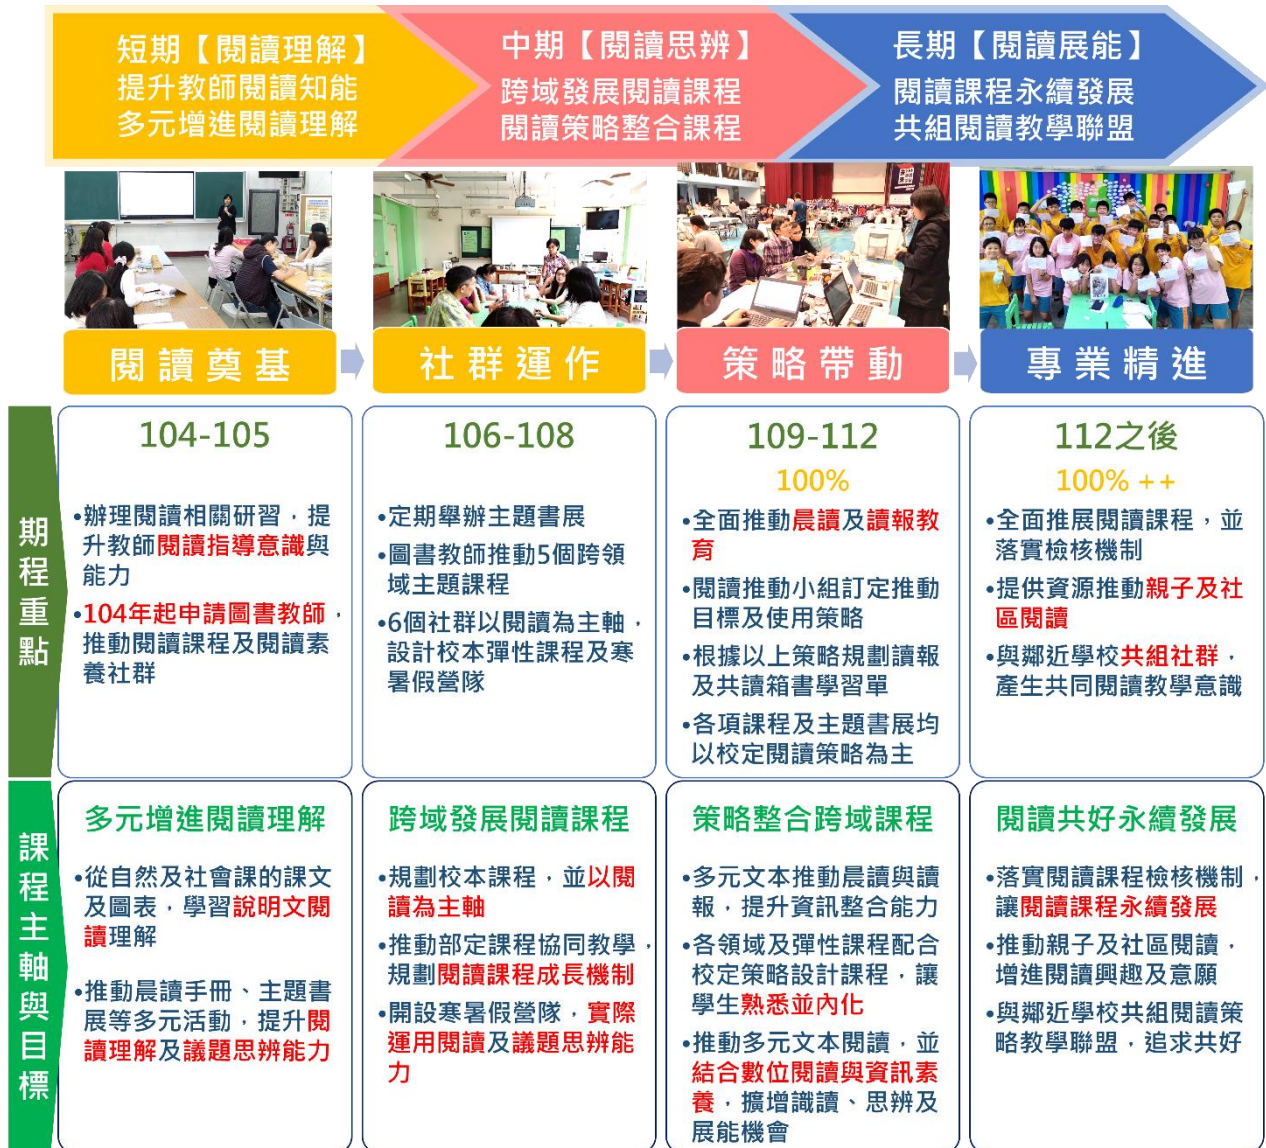 短期【閱讀理解】
提升教師閱讀知能
多元增進閱讀理解
中期【閱讀思辨】
跨域發展閱讀課程
閱讀策略整合課程
長期【閱讀展能】
閱讀課程永續發展
共組閱讀教學聯盟
閱讀奠基
社群運作
策略帶動
專業精進
期程重點
104-105
•辦理閱讀相關研習，提
升教師閱讀指導意識與
能力
•104年起申請圖書教師，
推動閱讀課程及閱讀素
養社群
106-108
•定期舉辦主題書展
•圖書教師推動5個跨領
域主題課程
•6個社群以閱讀為主軸，
設計校本彈性課程及寒
暑假營隊
109-112
100%
•全面推動晨讀及讀報教
育
•閱讀推動小組訂定推動
目標及使用策略
•根據以上策略規劃讀報
及共讀箱書學習單
•各項課程及主題書展均
以校定閱讀策略為主
112之後
100% ++
•全面推展閱讀課程，並
落實檢核機制
•提供資源推動親子及社
區閱讀
•與鄰近學校共組社群，
產生共同閱讀教學意識
課程主軸與目標
多元增進閱讀理解
•從自然及社會課的課文
及圖表，學習說明文閱
讀理解
•推動晨讀手冊、主題書
展等多元活動，提升閱
讀理解及議題思辨能力
跨域發展閱讀課程
•規劃校本課程，並以閱
讀為主軸
•推動部定課程協同教學，
規劃閱讀課程成長機制
•開設寒暑假營隊，實際
運用閱讀及議題思辨能
力
策略整合跨域課程
•多元文本推動晨讀與讀
報，提升資訊整合能力
•各領域及彈性課程配合
校定策略設計課程，讓
學生熟悉並內化
•推動多元文本閱讀，並
結合數位閱讀與資訊素
養，擴增識讀、思辨及
展能機會
閱讀共好永續發展
•落實閱讀課程檢核機制，
讓閱讀課程永續發展
•推動親子及社區閱讀，
增進閱讀興趣及意願
•與鄰近學校共組閱讀策
略教學聯盟，追求共好